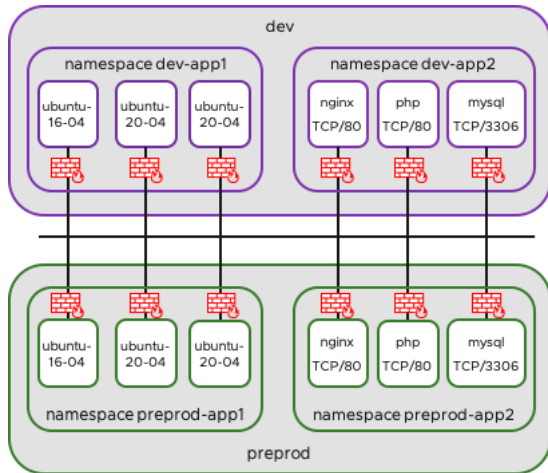 dev
namespace dev-app1
namespace dev-app2
ubuntu-
16-04
ubuntu-
20-04
ubuntu-
20-04
nginx
TCP/80
php
TCP/80
mysql
TCP/3306
ubuntu-
16-04
ubuntu-
20-04
ubuntu-
20-04
nginx
TCP/80
php
TCP/80
mysql
TCP/3306
namespace preprod-app1
namespace preprod-app2
preprod